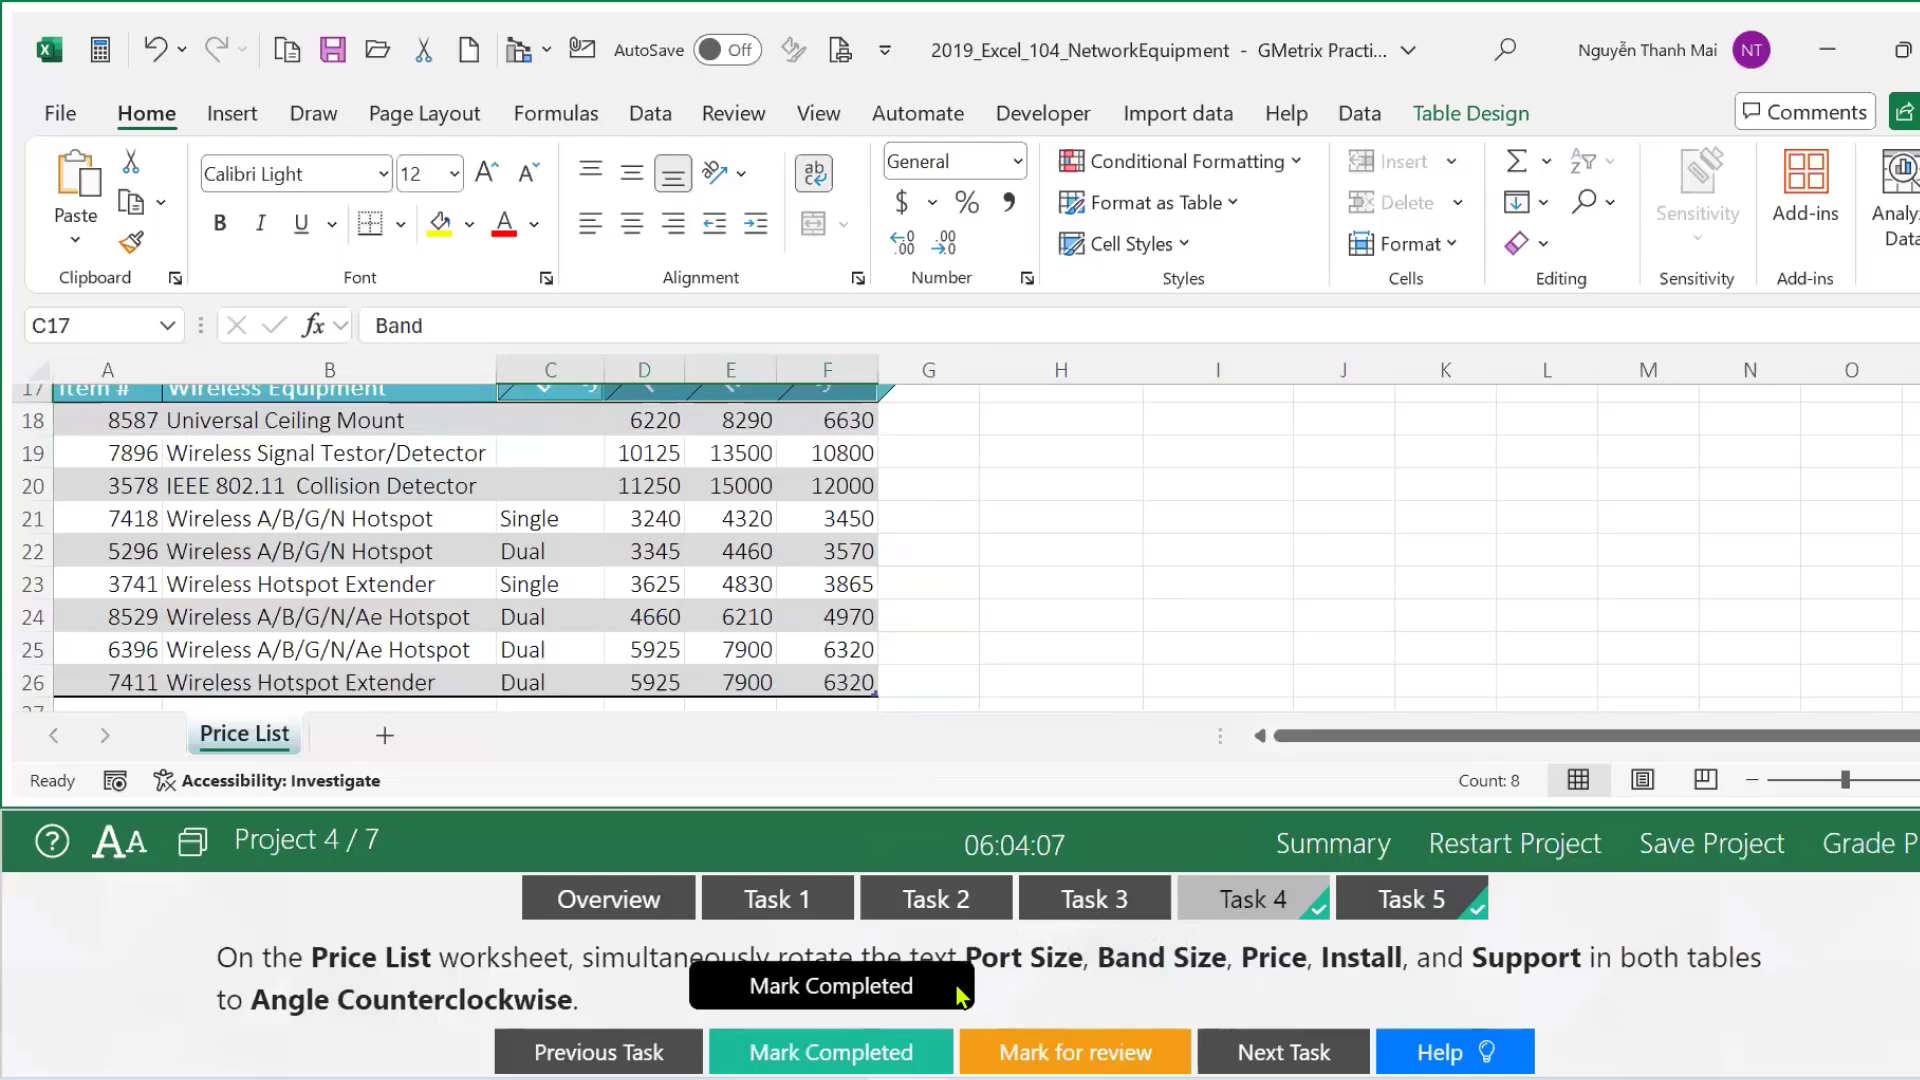 AutoSave Off 2019_Excel_104_NetworkEquipment - GMetrix Practi... Nguyễn Thanh Mai NT
File Home Insert Draw Page Layout Formulas Data Review View Automate Developer Import data Help Data Table Design Comments
Calibri Light 12 General Conditional Formatting Insert
Paste Format as Table Delete Sensitivity Add-ins Analyz
Cell Styles Format Data
Clipboard Font Alignment Number Styles Cells Editing Sensitivity Add-ins
C17 fx Band
A B C D E F G H I J K L M N O
17 Item # Wireless Equipment
18 8587 Universal Ceiling Mount 6220 8290 6630
19 7896 Wireless Signal Testor/Detector 10125 13500 10800
20 3578 IEEE 802.11 Collision Detector 11250 15000 12000
21 7418 Wireless A/B/G/N Hotspot Single 3240 4320 3450
22 5296 Wireless A/B/G/N Hotspot Dual 3345 4460 3570
23 3741 Wireless Hotspot Extender Single 3625 4830 3865
24 8529 Wireless A/B/G/N/Ae Hotspot Dual 4660 6210 4970
25 6396 Wireless A/B/G/N/Ae Hotspot Dual 5925 7900 6320
26 7411 Wireless Hotspot Extender Dual 5925 7900 6320
27
Price List
Ready Accessibility: Investigate Count: 8
Project 4 / 7 06:04:07 Summary Restart Project Save Project Grade P
Overview Task 1 Task 2 Task 3 Task 4 Task 5
On the Price List worksheet, simultaneously rotate the text Port Size, Band Size, Price, Install, and Support in both tables
to Angle Counterclockwise.
Mark Completed
Previous Task Mark Completed Mark for review Next Task Help